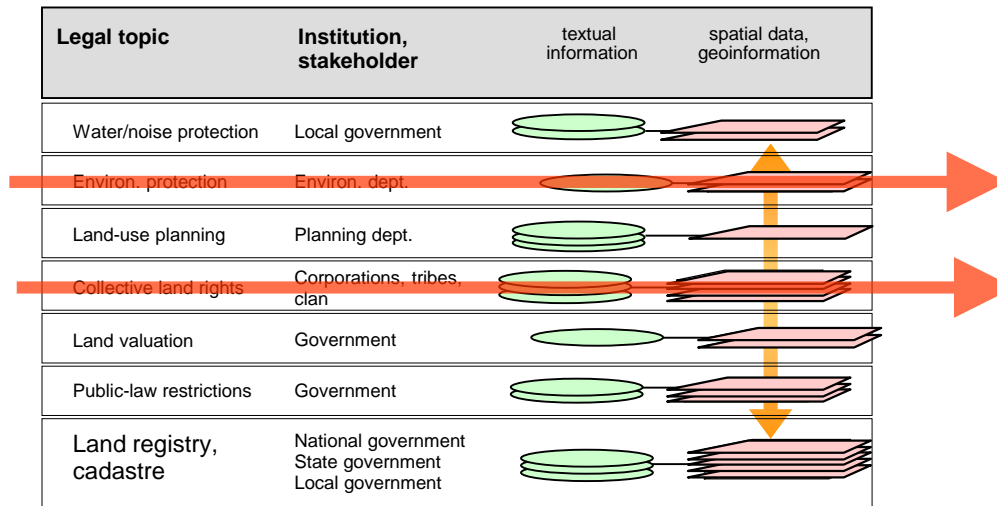 Legal topic
Institution,
stakeholder
textual
information
spatial data,
geoinformation
Water/noise protection
Local government
Environ. protection
Environ. dept.
Land-use planning
Planning dept.
Collective land rights
Corporations, tribes,
clan
Land valuation
Government
Public-law restrictions
Government
Land registry,
cadastre
National government
State government
Local government